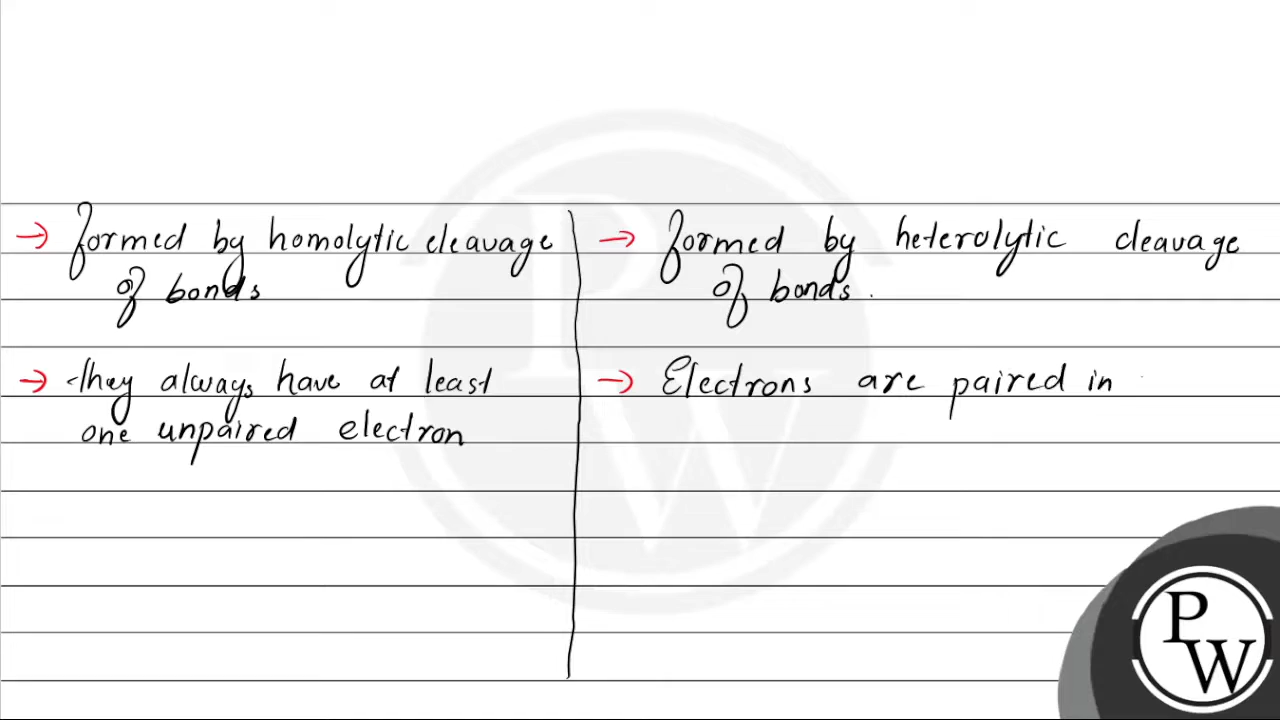 → formed by homolytic cleavage
of bonds
→ They always have at least
one unpaired electron
→ formed by heterolytic cleavage
of bonds.
→ Electrons are paired in
PW
PW